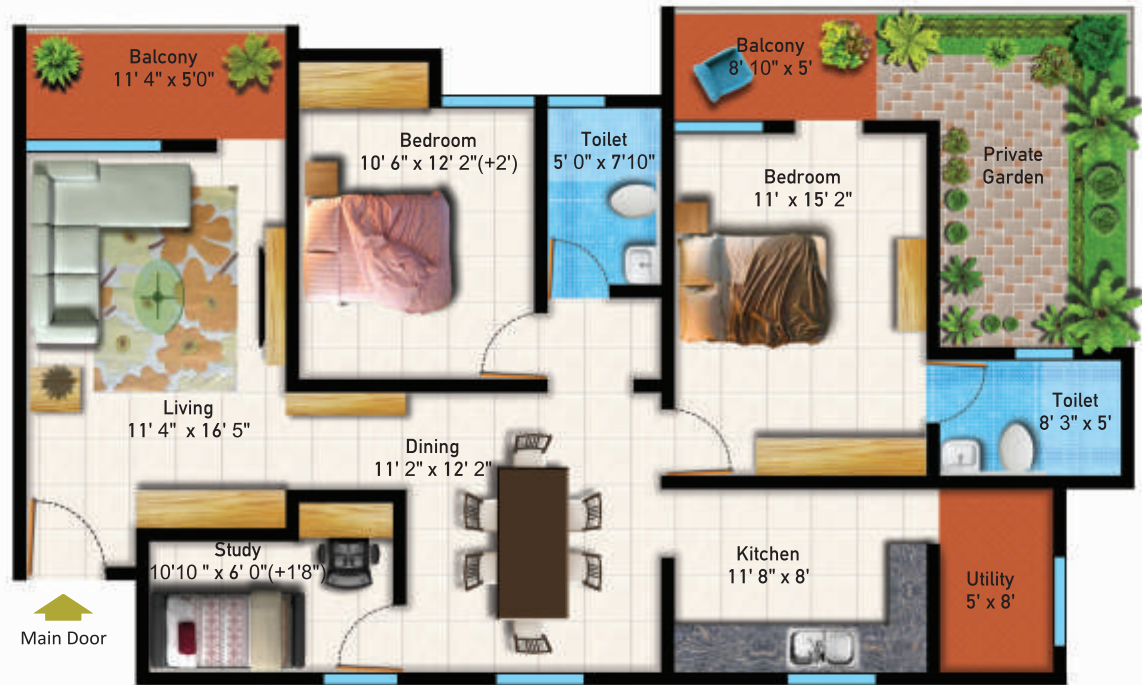 Balcony
11' 4" x 5'0"
Bedroom
10' 6" x 12' 2"(+2')
Toilet
5' 0" x 7'10"
Balcony
8' 10" x 5'
Bedroom
11' x 15' 2"
Private
Garden
Living
11' 4" x 16' 5"
Dining
11' 2" x 12' 2"
Toilet
8' 3" x 5'
Study
10'10 " x 6' 0"(+1'8")
Kitchen
11' 8" x 8'
Utility
5' x 8'
Main Door